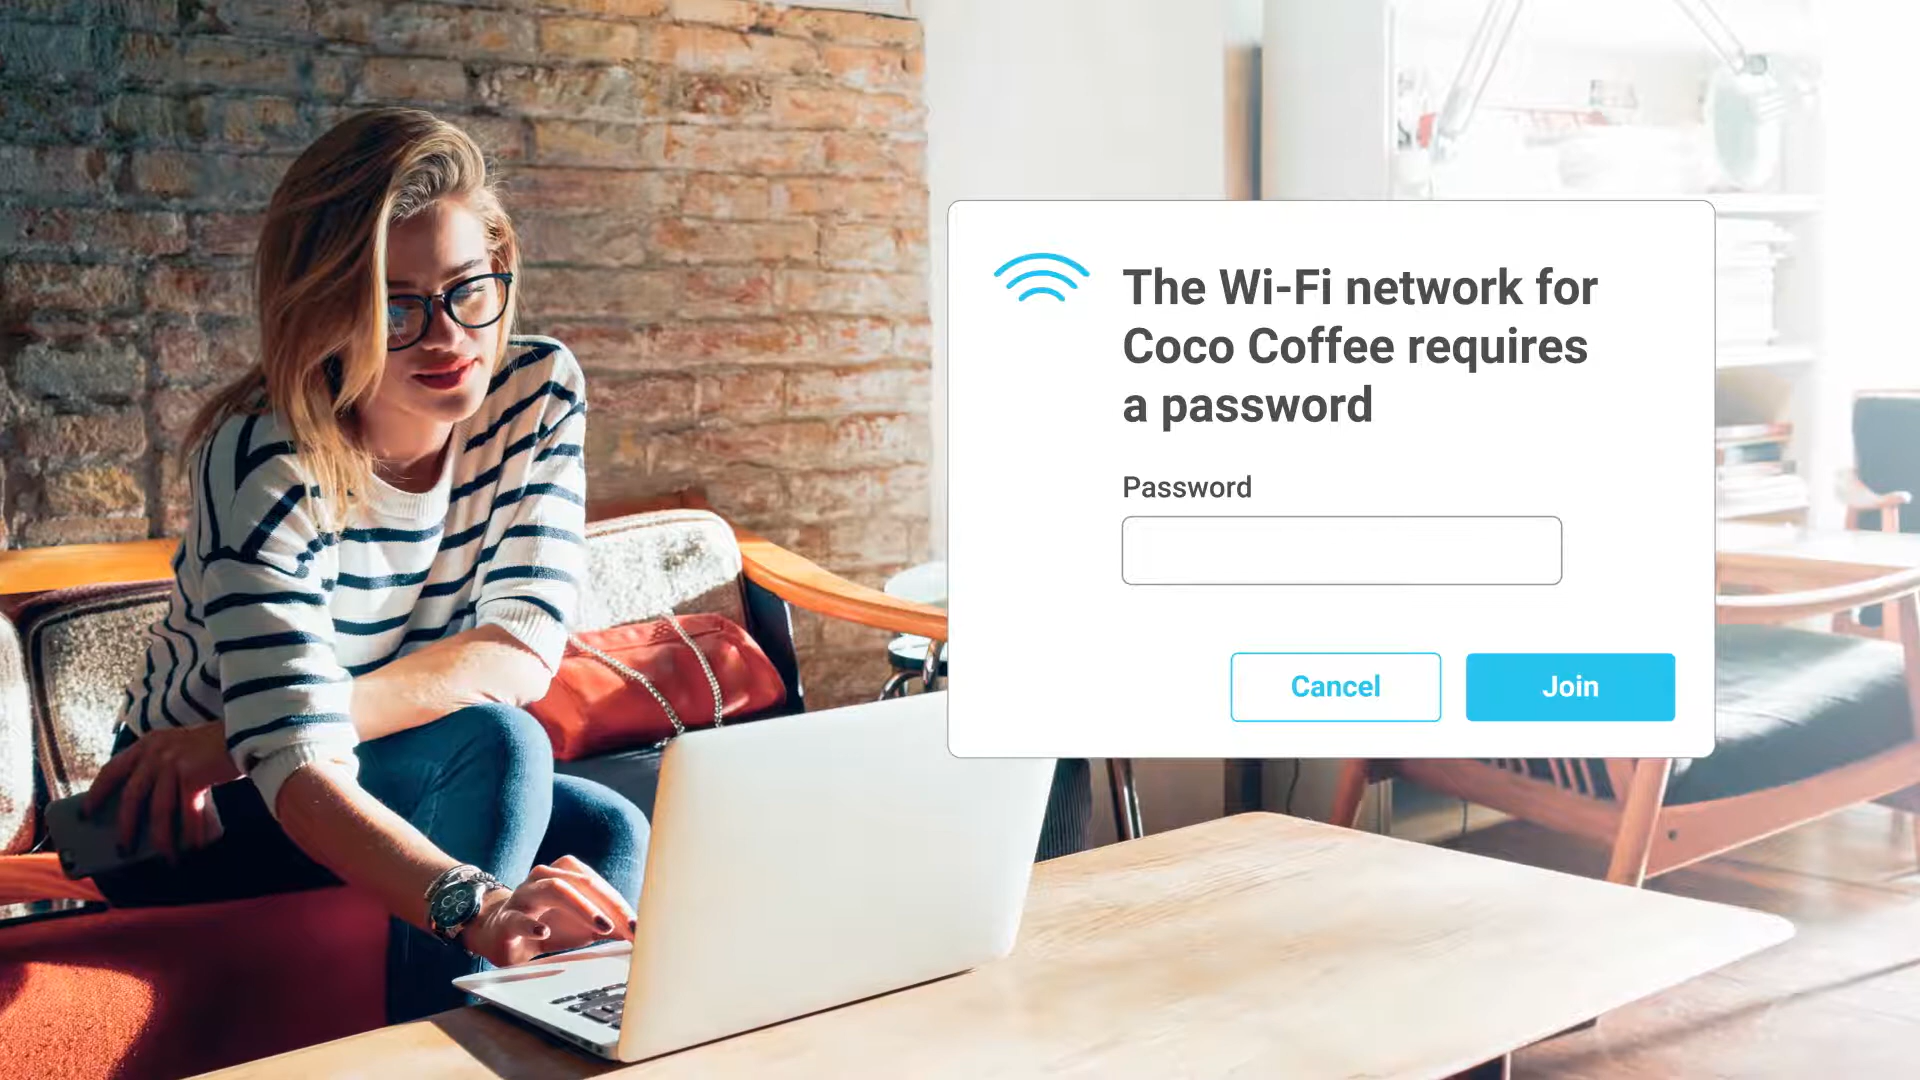 The Wi-Fi network for
Coco Coffee requires
a password
Password
Cancel
Join